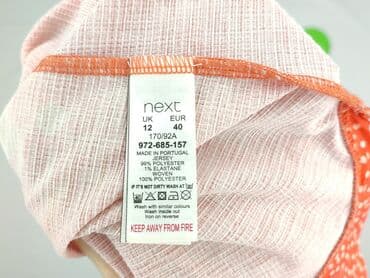 next
UK EUR
12 40
170/92A
972-685-157
MADE IN PORTUGAL
JERSEY
99% POLYESTER
1% ELASTANE
WOVEN
100% POLYESTER
IF IT'S NOT DIRTY WASH AT
Wash with similar colours
Wash inside out
Iron on reverse
KEEP AWAY FROM FIRE